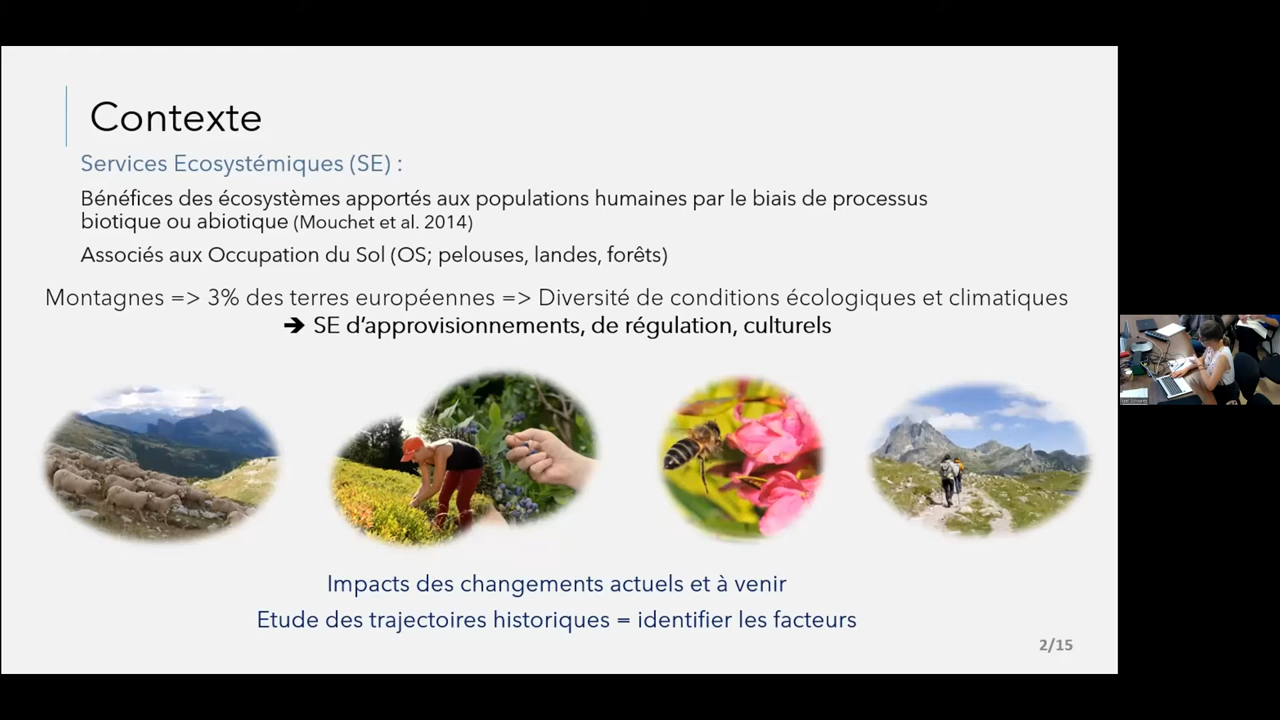 Contexte
Services Ecosystémiques (SE) :
Bénéfices des écosystèmes apportés aux populations humaines par le biais de processus
biotique ou abiotique (Mouchet et al. 2014)
Associés aux Occupation du Sol (OS; pelouses, landes, forêts)
Montagnes => 3% des terres européennes => Diversité de conditions écologiques et climatiques
➔ SE d’approvisionnements, de régulation, culturels
Impacts des changements actuels et à venir
Etude des trajectoires historiques = identifier les facteurs
2/15